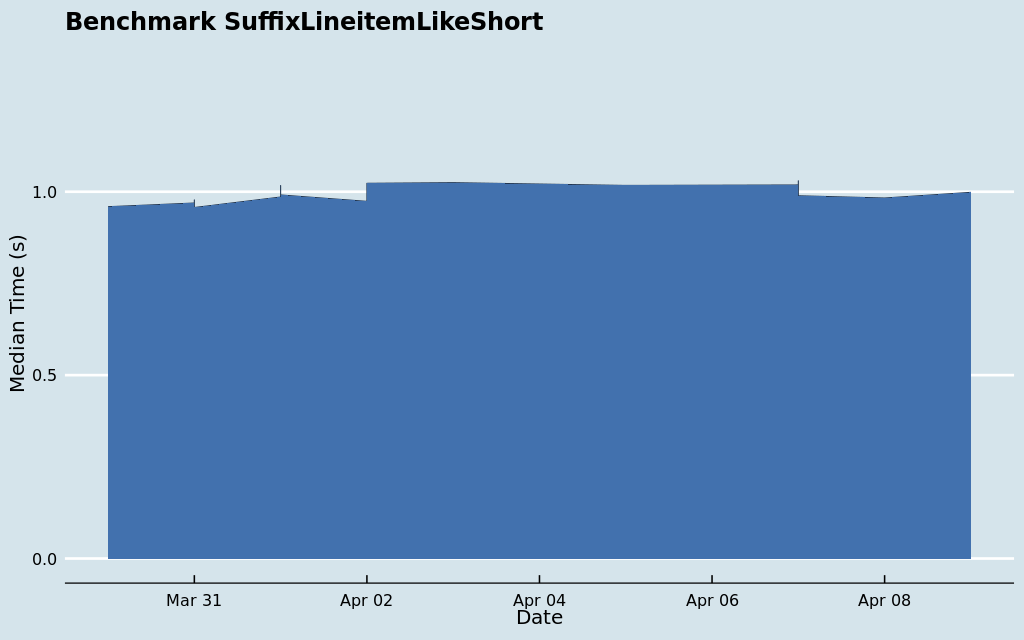 Benchmark SuffixLineitemLikeShort
Median Time (s)
1.0
0.5
0.0
Mar 31
Apr 02
Apr 04
Apr 06
Apr 08
Date